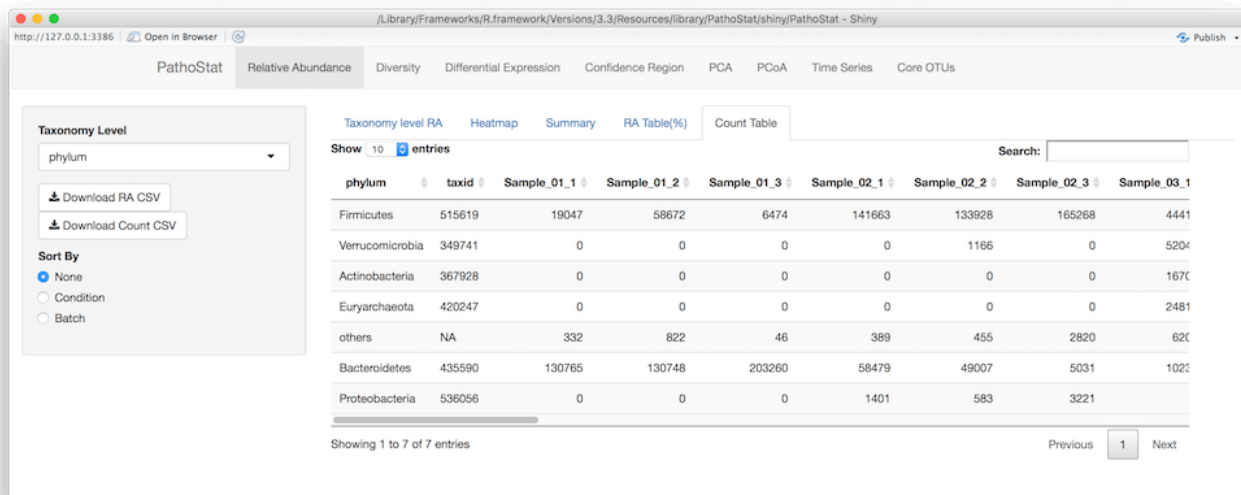 /Library/Frameworks/R.framework/Versions/3.3/Resources/library/PathoStat/shiny/PathoStat - Shiny
http://127.0.0.1:3386 Open in Browser Publish
PathoStat Relative Abundance Diversity Differential Expression Confidence Region PCA PCoA Time Series Core OTUs
Taxonomy Level
phylum
Download RA CSV
Download Count CSV
Sort By
None
Condition
Batch
Taxonomy level RA Heatmap Summary RA Table(%) Count Table
Show 10 entries Search:
phylum taxid Sample_01_1 Sample_01_2 Sample_01_3 Sample_02_1 Sample_02_2 Sample_02_3 Sample_03_1
Firmicutes 515619 19047 58672 6474 141663 133928 165268 4441
Verrucomicrobia 349741 0 0 0 0 1166 0 5204
Actinobacteria 367928 0 0 0 0 0 0 1670
Euryarchaeota 420247 0 0 0 0 0 0 2481
others NA 332 822 46 389 455 2820 620
Bacteroidetes 435590 130765 130748 203260 58479 49007 5031 1023
Proteobacteria 536056 0 0 0 1401 583 3221
Showing 1 to 7 of 7 entries Previous 1 Next